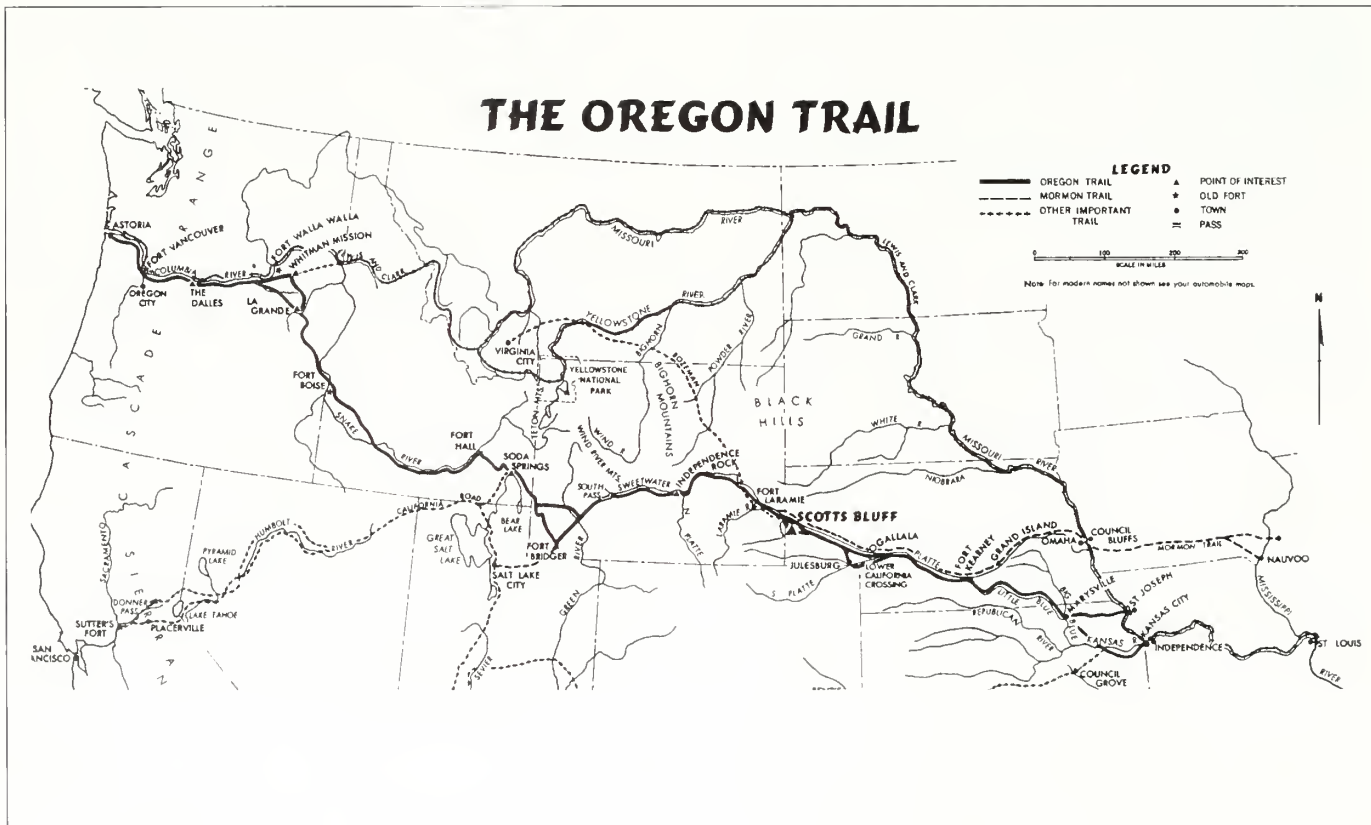 THE OREGON TRAIL
LEGEND
OREGON TRAIL
MORMON TRAIL
OTHER IMPORTANT
TRAIL
POINT OF INTEREST
OLD FORT
TOWN
PASS
0 100 200 300
SCALE IN MILES
Note: For modern names not shown see your automobile maps.
N
ASTORIA
FORT VANCOUVER
COLUMBIA
RIVER
OREGON
CITY
THE
DALLES
FORT WALLA WALLA
WHITMAN MISSION
LA
GRANDE
CASCADE
RANGE
CLARK
MISSOURI
RIVER
LEWIS AND CLARK
YELLOWSTONE
RIVER
VIRGINIA
CITY
BIGHORN
BOZEMAN
POWDER RIVER
GRAND R
YELLOWSTONE
NATIONAL
PARK
TETON MTS.
BIGHORN
MOUNTAINS
BLACK
HILLS
FORT
BOISE
SNAKE
RIVER
FORT
HALL
SODA
SPRINGS
WIND R
WIND RIVER MTS.
WHITE R
MISSOURI
RIVER
NIOBRARA
SOUTH
PASS
SWEETWATER
INDEPENDENCE
ROCK
FORT
LARAMIE
LARAMIE R
N PLATTE
SCOTTS BLUFF
CALIFORNIA
ROAD
HUMBOLT
RIVER
BEAR
LAKE
GREAT
SALT
LAKE
FORT
BRIDGER
SALT LAKE
CITY
GREEN
RIVER
SEVIER
PYRAMID
LAKE
SACRAMENTO
DONNER
PASS
LAKE TAHOE
SUTTER'S
FORT
PLACERVILLE
SAN
ANCISCO
JULESBURG
OGALLALA
LOWER
CALIFORNIA
CROSSING
S PLATTE
PLATTE
FORT
KEARNEY
GRAND ISLAND
OMAHA
COUNCIL
BLUFFS
MORMON TRAIL
NAUVOO
MISSISSIPPI
RIVER
LITTLE
BLUE
BIG
BLUE
MARYSVILLE
ST JOSEPH
REPUBLICAN
RIVER
KANSAS R
KANSAS CITY
INDEPENDENCE
ST LOUIS
COUNCIL
GROVE